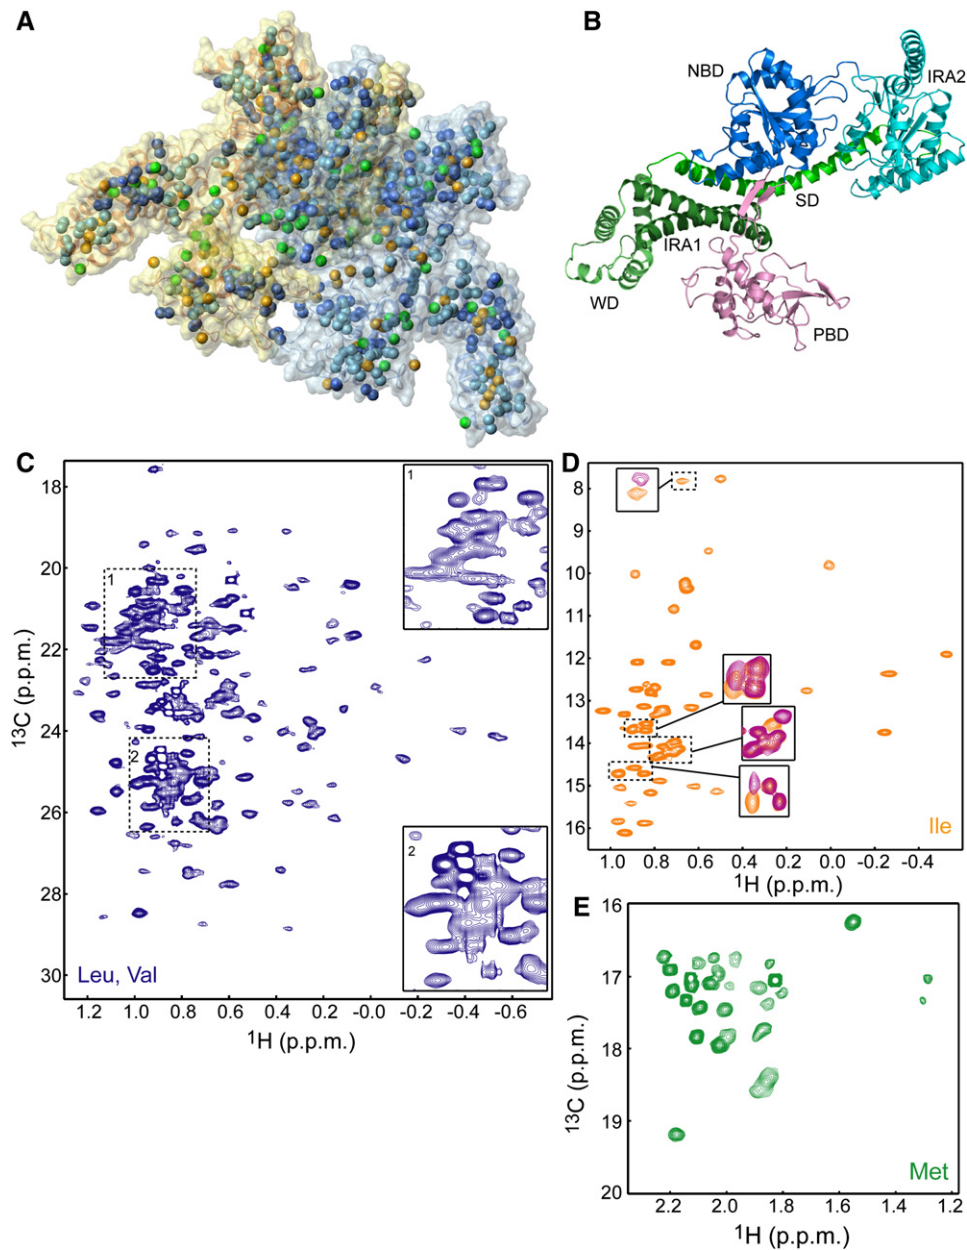 A
B
NBD
IRA2
SD
IRA1
WD
PBD
C
18
20
22
24
26
28
30
13C (p.p.m.)
1
2
1
2
Leu, Val
1.2 1.0 0.8 0.6 0.4 0.2 -0.0 -0.2 -0.4 -0.6
1H (p.p.m.)
D
8
9
10
11
12
13
14
15
16
Ile
1.0 0.8 0.6 0.4 0.2 0.0 -0.2 -0.4
1H (p.p.m.)
E
16
17
18
19
20
13C (p.p.m.)
Met
2.2 2.0 1.8 1.6 1.4 1.2
1H (p.p.m.)